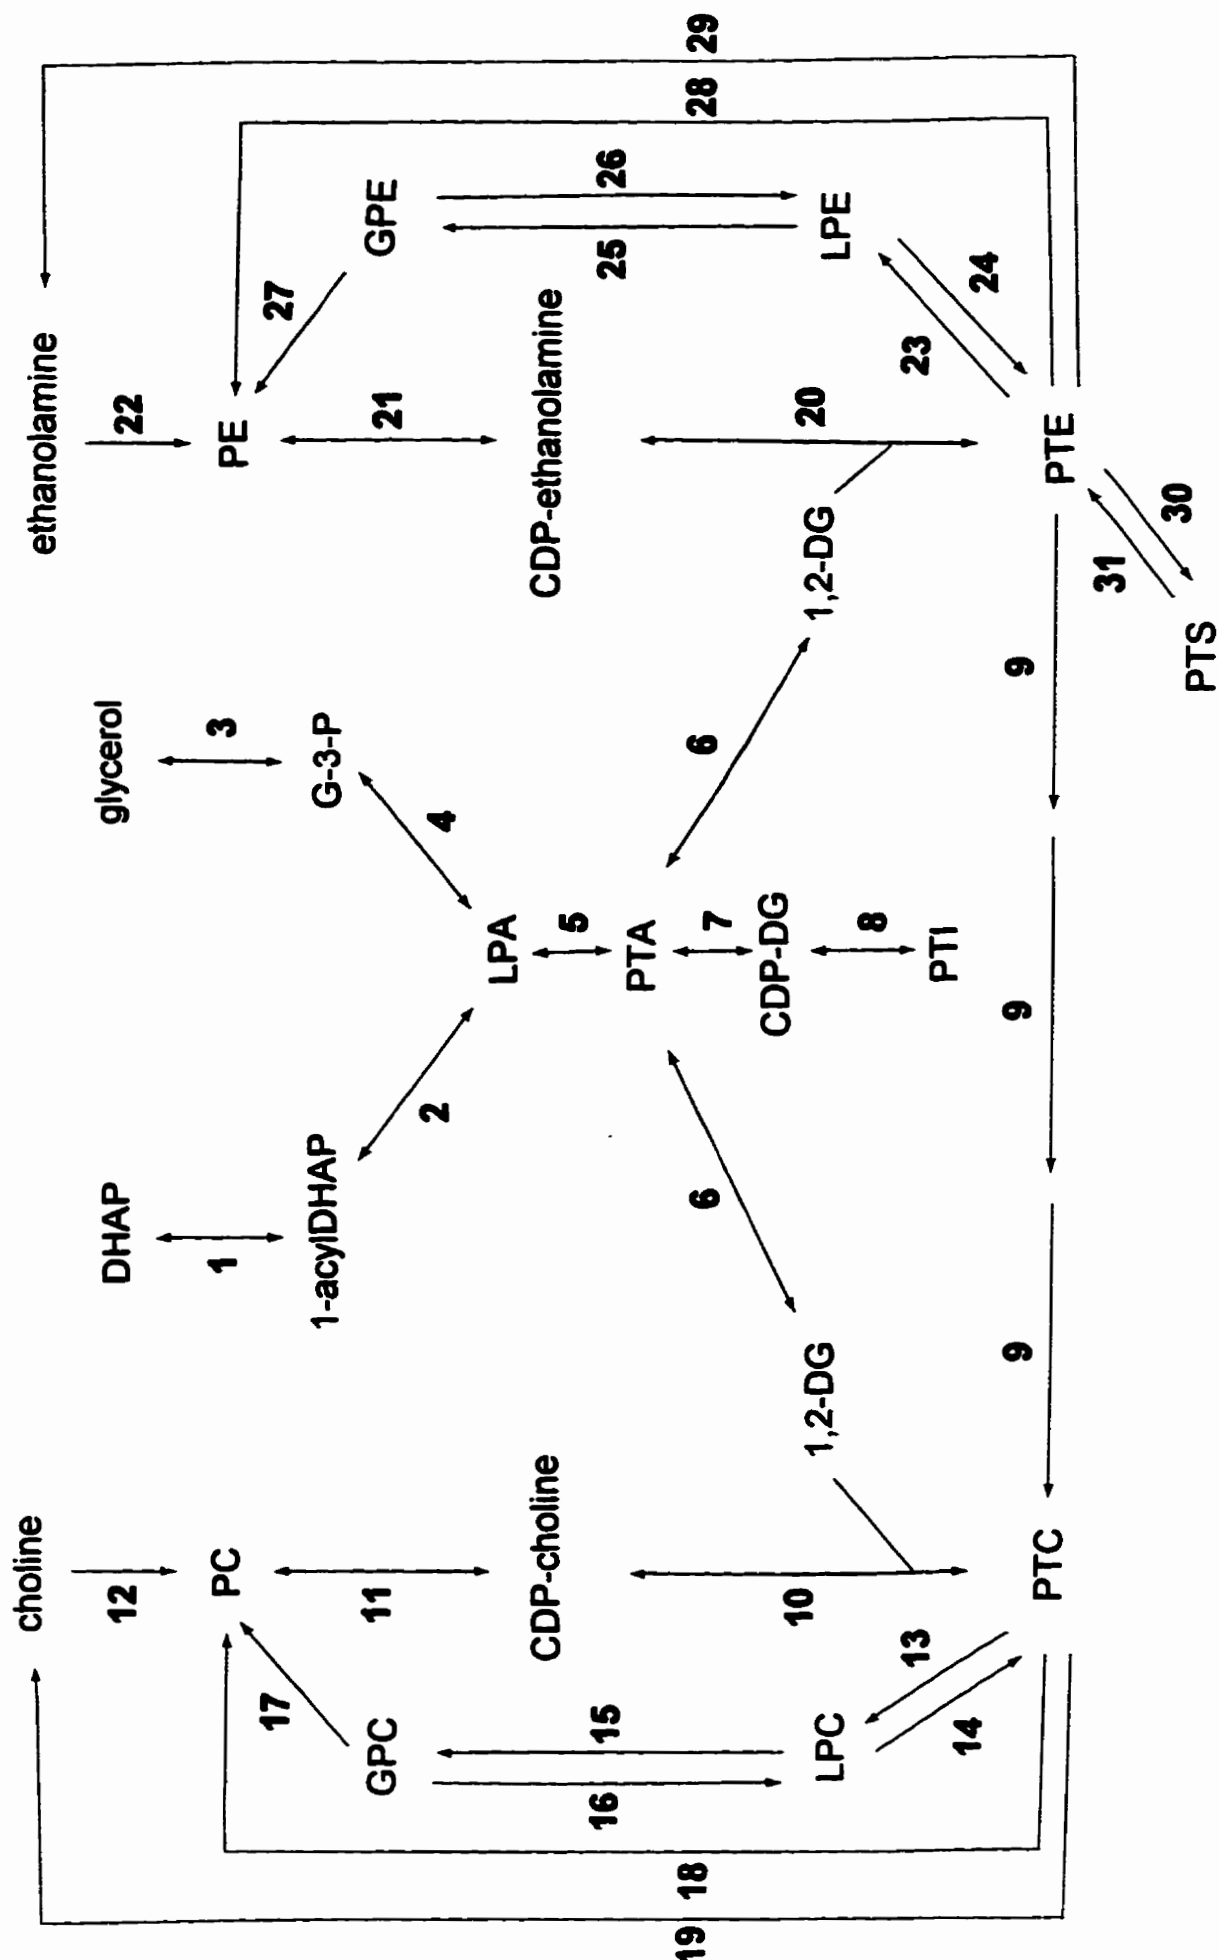 choline
ethanolamine
12
DHAP
glycerol
22
PC
1
3
PE
17
27
1-acylDHAP
G-3-P
GPC
11
21
GPE
2
4
LPA
CDP-choline
CDP-ethanolamine
5
16
15
25
26
PTA
19
18
6
7
6
28
29
CDP-DG
10
20
LPC
1,2-DG
1,2-DG
LPE
8
13
23
PTI
14
24
9
9
9
PTC
PTE
31
30
PTS